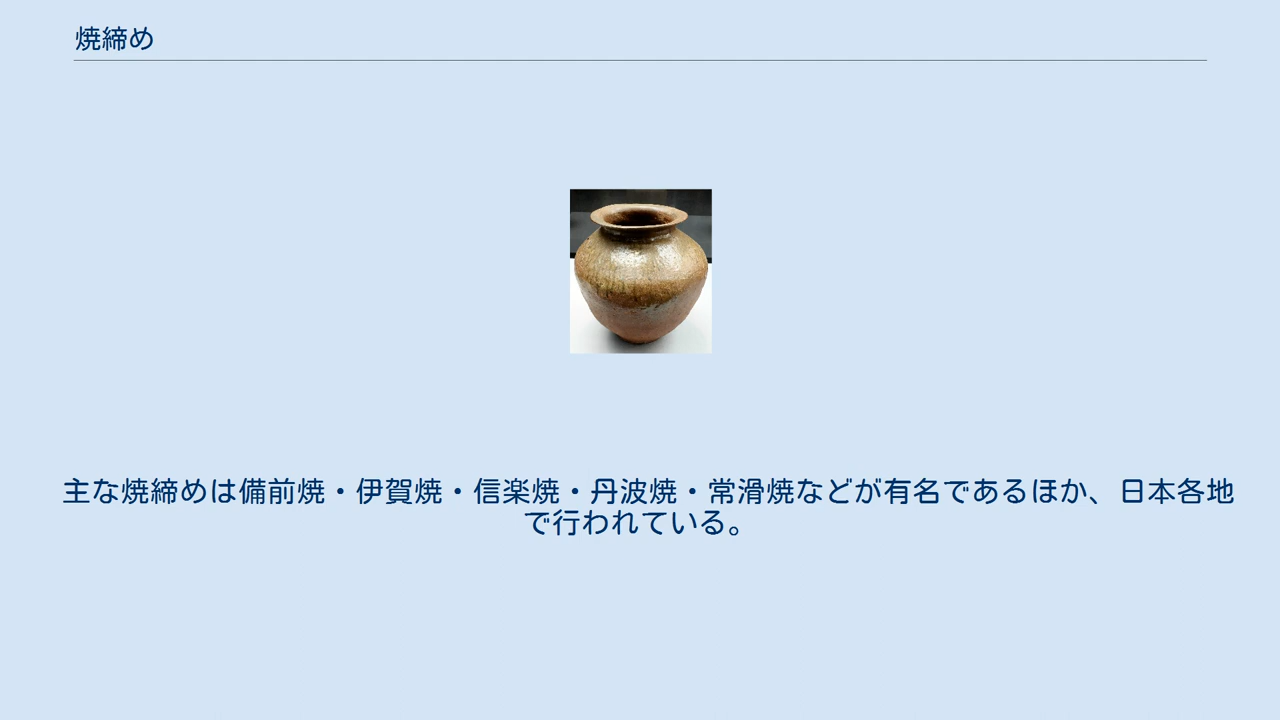 焼締め
主な焼締めは備前焼・伊賀焼・信楽焼・丹波焼・常滑焼などが有名であるほか、日本各地
で行われている。